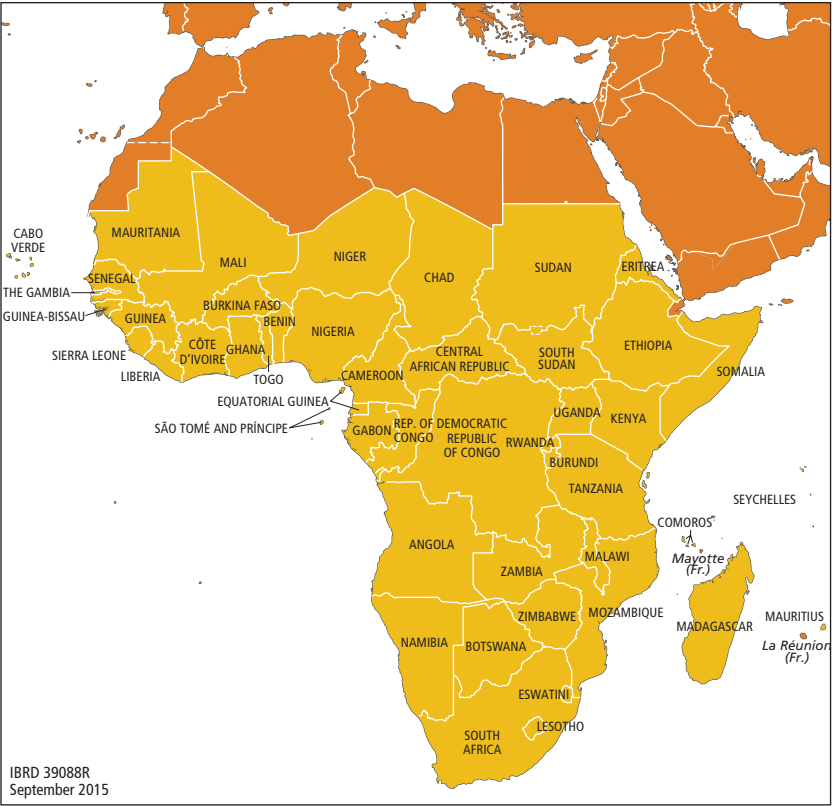 MAURITANIA
CABO
VERDE
MALI
NIGER
CHAD
SUDAN
ERITREA
SENEGAL
THE GAMBIA
GUINEA-BISSAU
GUINEA
BURKINA FASO
BENIN
NIGERIA
CÔTE
D'IVOIRE
GHANA
SIERRA LEONE
LIBERIA
TOGO
CAMEROON
CENTRAL
AFRICAN REPUBLIC
SOUTH
SUDAN
ETHIOPIA
SOMALIA
EQUATORIAL GUINEA
SÃO TOMÉ AND PRÍNCIPE
GABON
REP. OF
CONGO
DEMOCRATIC
REPUBLIC
OF CONGO
UGANDA
KENYA
RWANDA
BURUNDI
TANZANIA
SEYCHELLES
COMOROS
Mayotte
(Fr.)
ANGOLA
ZAMBIA
MALAWI
MOZAMBIQUE
ZIMBABWE
MADAGASCAR
MAURITIUS
La Réunion
(Fr.)
NAMIBIA
BOTSWANA
ESWATINI
LESOTHO
SOUTH
AFRICA
IBRD 39088R
September 2015